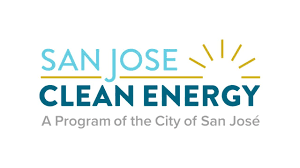 SAN JOSE
CLEAN ENERGY
A Program of the City of San José